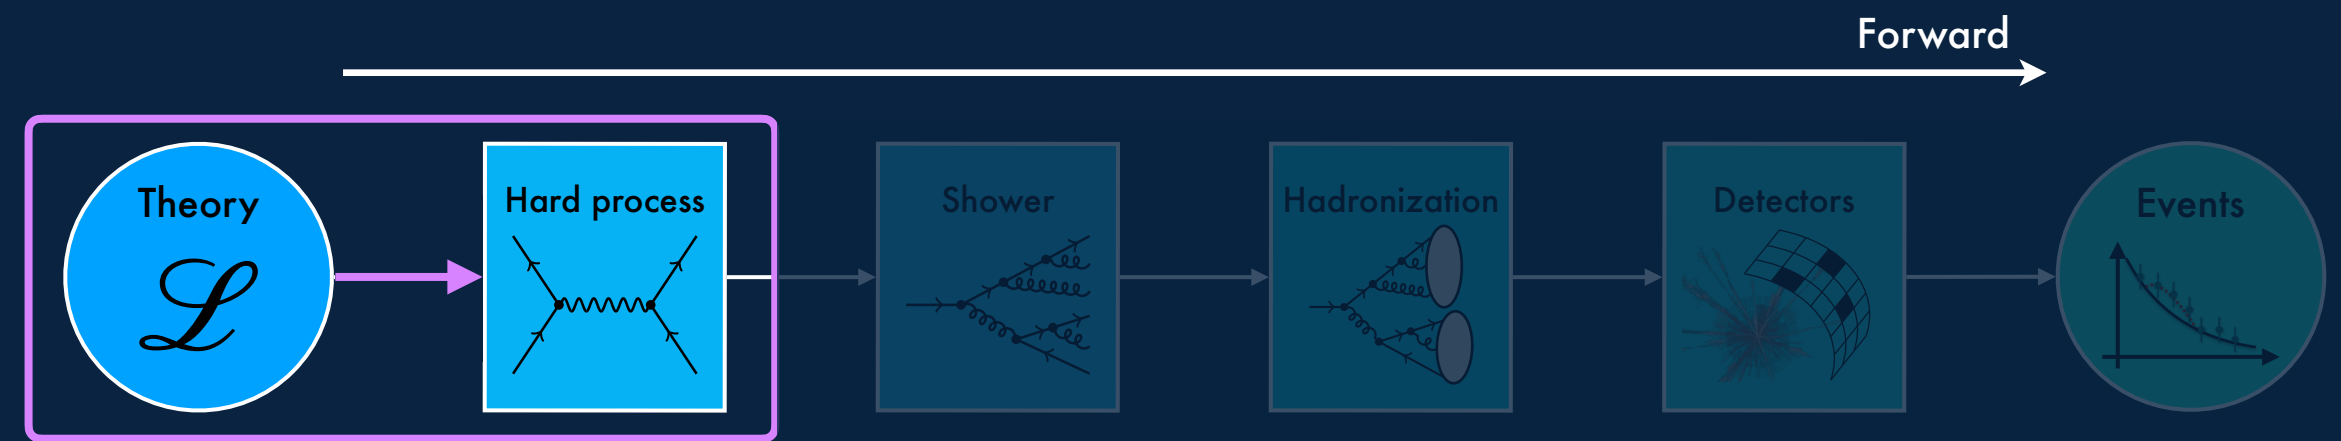 Forward
Theory
ℒ
Hard process
Shower
Hadronization
Detectors
Events